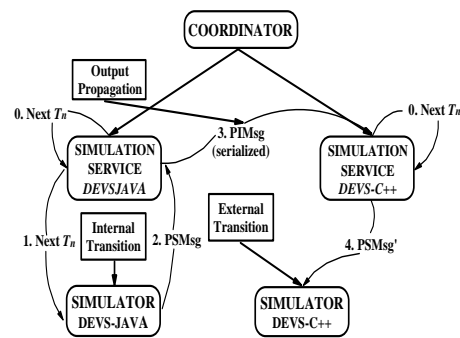 COORDINATOR
Output
Propagation
0. Next Tn
0. Next Tn
3. PIMsg
(serialized)
SIMULATION
SERVICE
DEVSJAVA
SIMULATION
SERVICE
DEVS-C++
External
Transition
Internal
Transition
1. Next Tn
2. PSMsg
4. PSMsg'
SIMULATOR
DEVS-JAVA
SIMULATOR
DEVS-C++